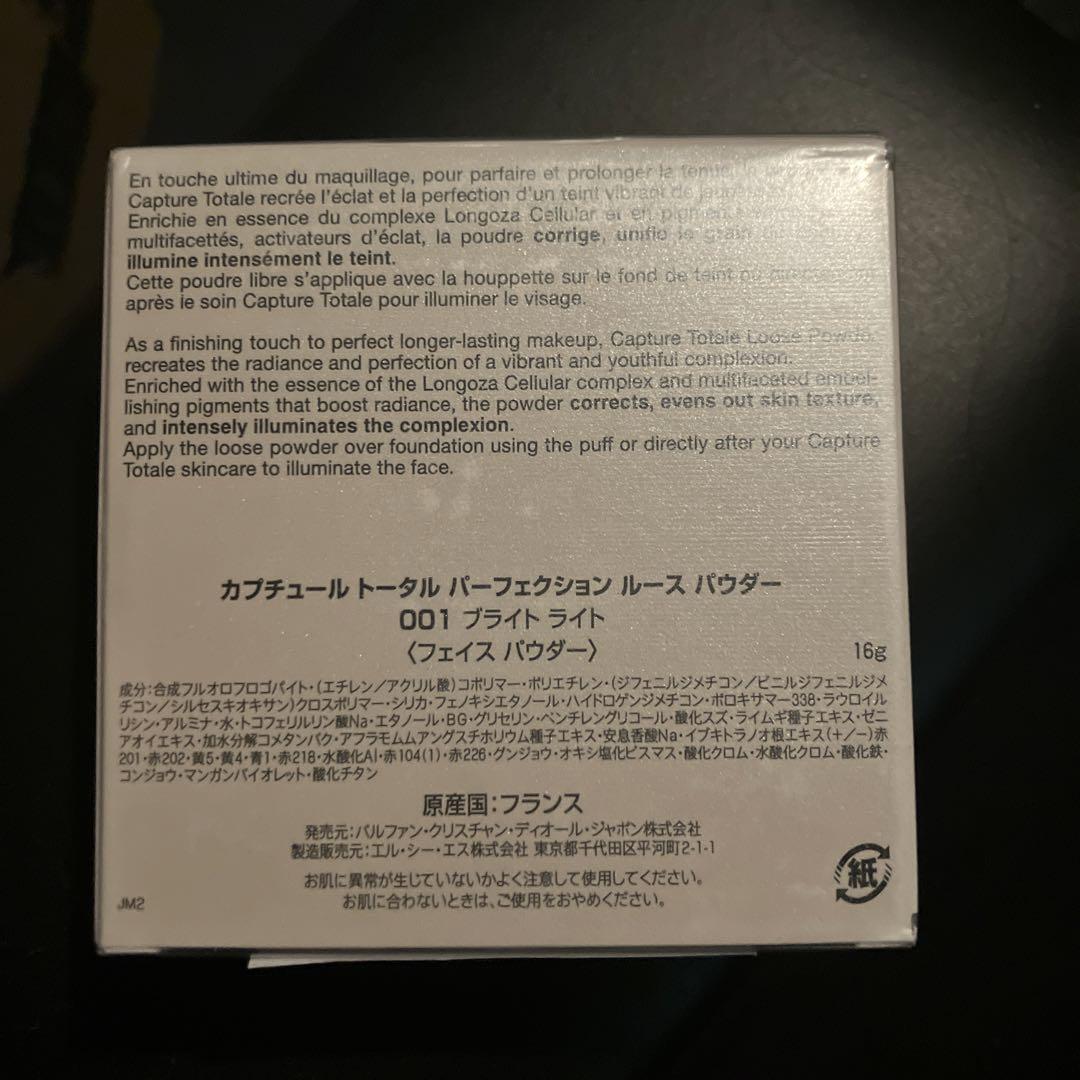 En touche ultime du maquillage, pour parfaire et prolonger la tenue, la
Capture Totale recrée l'éclat et la perfection d'un teint vibrant de
Enrichie en essence du complexe Longoza Cellular et en pigments
multifacettés, activateurs d'éclat, la poudre corrige, unifie le grain
illumine intensément le teint.
Cette poudre libre s'applique avec la houppette sur le fond de teint ou directement
après le soin Capture Totale pour illuminer le visage.
As a finishing touch to perfect longer-lasting makeup, Capture Totale Loose Powder
recreates the radiance and perfection of a vibrant and youthful complexion.
Enriched with the essence of the Longoza Cellular complex and multifaceted embel-
lishing pigments that boost radiance, the powder corrects, evens out skin texture,
and intensely illuminates the complexion.
Apply the loose powder over foundation using the puff or directly after your Capture
Totale skincare to illuminate the face.
カプチュール トータル パーフェクション ルース パウダー
001 ブライト ライト
〈フェイス パウダー〉 16g
成分：合成フルオロフロゴパイト・(エチレン／アクリル酸)コポリマー・ポリエチレン・(ジフェニルジメチコン／ビニルジフェニルジメ
チコン／シルセスキオキサン)クロスポリマー・シリカ・フェノキシエタノール・ハイドロゲンジメチコン・ポロキサマー338・ラウロイル
リシン・アルミナ・水・トコフェリルリン酸Na・エタノール・BG・グリセリン・ペンチレングリコール・酸化スズ・ライムギ種子エキス・ゼニ
アオイエキス・加水分解コメタンパク・アフラモムムアングスチホリウム種子エキス・安息香酸Na・イブキトラノオ根エキス(+/−)赤
201・赤202・黄5・黄4・青1・赤218・水酸化Al・赤104(1)・赤226・グンジョウ・オキシ塩化ビスマス・酸化クロム・水酸化クロム・酸化鉄・
コンジョウ・マンガンバイオレット・酸化チタン
原産国：フランス
発売元：パルファン・クリスチャン・ディオール・ジャポン株式会社
製造販売元：エル・シー・エス株式会社 東京都千代田区平河町2-1-1
お肌に異常が生じていないかよく注意して使用してください。
お肌に合わないときは、ご使用をおやめください。
紙
JM2